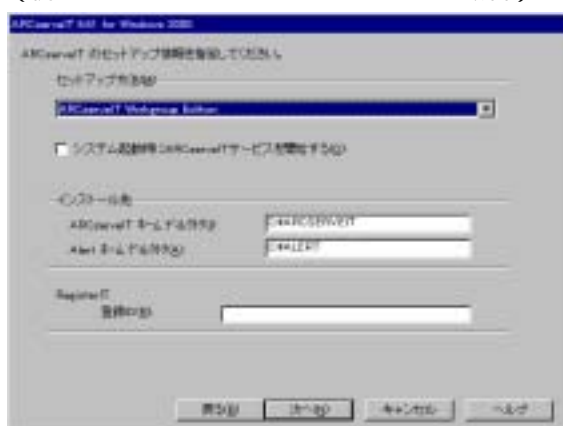 ARCserveIT 6.61 for Windows 2000
ARCserveIT のセットアップ情報を指定してください。
セットアップ方法(M)
ARCserveIT Workgroup Edition
システム起動時にARCserveITサービスを開始する(U)
インストール先
ARCserveIT ホームディレクトリ
C:¥ARCSERVEIT
Alert ホームディレクトリ(A)
C:¥ALERT
RegisterIT
登録ID(R)
戻る(B) 次へ(N) キャンセル ヘルプ